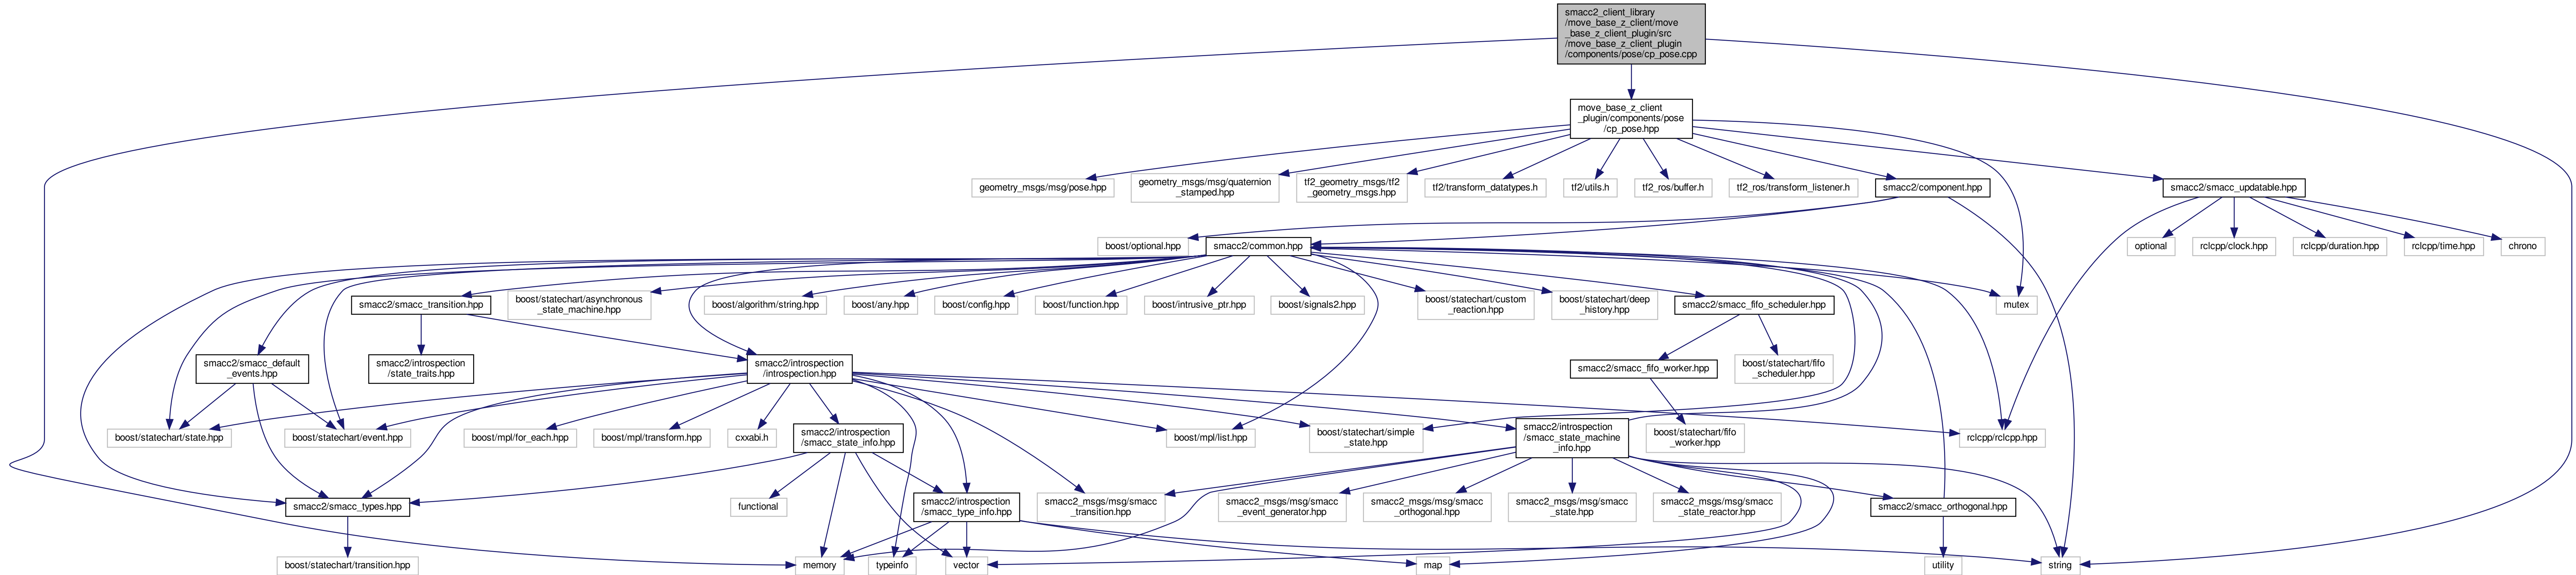 smacc2_client_library
/move_base_z_client/move
_base_z_client_plugin/src
/move_base_z_client_plugin
/components/pose/cp_pose.cpp
move_base_z_client
_plugin/components/pose
/cp_pose.hpp
geometry_msgs/msg/pose.hpp
geometry_msgs/msg/quaternion
_stamped.hpp
tf2_geometry_msgs/tf2
_geometry_msgs.hpp
tf2/transform_datatypes.h
tf2/utils.h
tf2_ros/buffer.h
tf2_ros/transform_listener.h
smacc2/component.hpp
smacc2/smacc_updatable.hpp
boost/optional.hpp
smacc2/common.hpp
optional
rclcpp/clock.hpp
rclcpp/duration.hpp
rclcpp/time.hpp
chrono
smacc2/smacc_transition.hpp
boost/statechart/asynchronous
_state_machine.hpp
boost/algorithm/string.hpp
boost/any.hpp
boost/config.hpp
boost/function.hpp
boost/intrusive_ptr.hpp
boost/signals2.hpp
boost/statechart/custom
_reaction.hpp
boost/statechart/deep
_history.hpp
smacc2/smacc_fifo_scheduler.hpp
mutex
smacc2/smacc_default
_events.hpp
smacc2/introspection
/state_traits.hpp
smacc2/introspection
/introspection.hpp
smacc2/smacc_fifo_worker.hpp
boost/statechart/fifo
_scheduler.hpp
boost/statechart/state.hpp
boost/statechart/event.hpp
boost/mpl/for_each.hpp
boost/mpl/transform.hpp
cxxabi.h
smacc2/introspection
/smacc_state_info.hpp
boost/mpl/list.hpp
boost/statechart/simple
_state.hpp
smacc2/introspection
/smacc_state_machine
_info.hpp
boost/statechart/fifo
_worker.hpp
rclcpp/rclcpp.hpp
smacc2/smacc_types.hpp
functional
smacc2/introspection
/smacc_type_info.hpp
smacc2_msgs/msg/smacc
_transition.hpp
smacc2_msgs/msg/smacc
_event_generator.hpp
smacc2_msgs/msg/smacc
_orthogonal.hpp
smacc2_msgs/msg/smacc
_state.hpp
smacc2_msgs/msg/smacc
_state_reactor.hpp
smacc2/smacc_orthogonal.hpp
boost/statechart/transition.hpp
memory
typeinfo
vector
map
utility
string